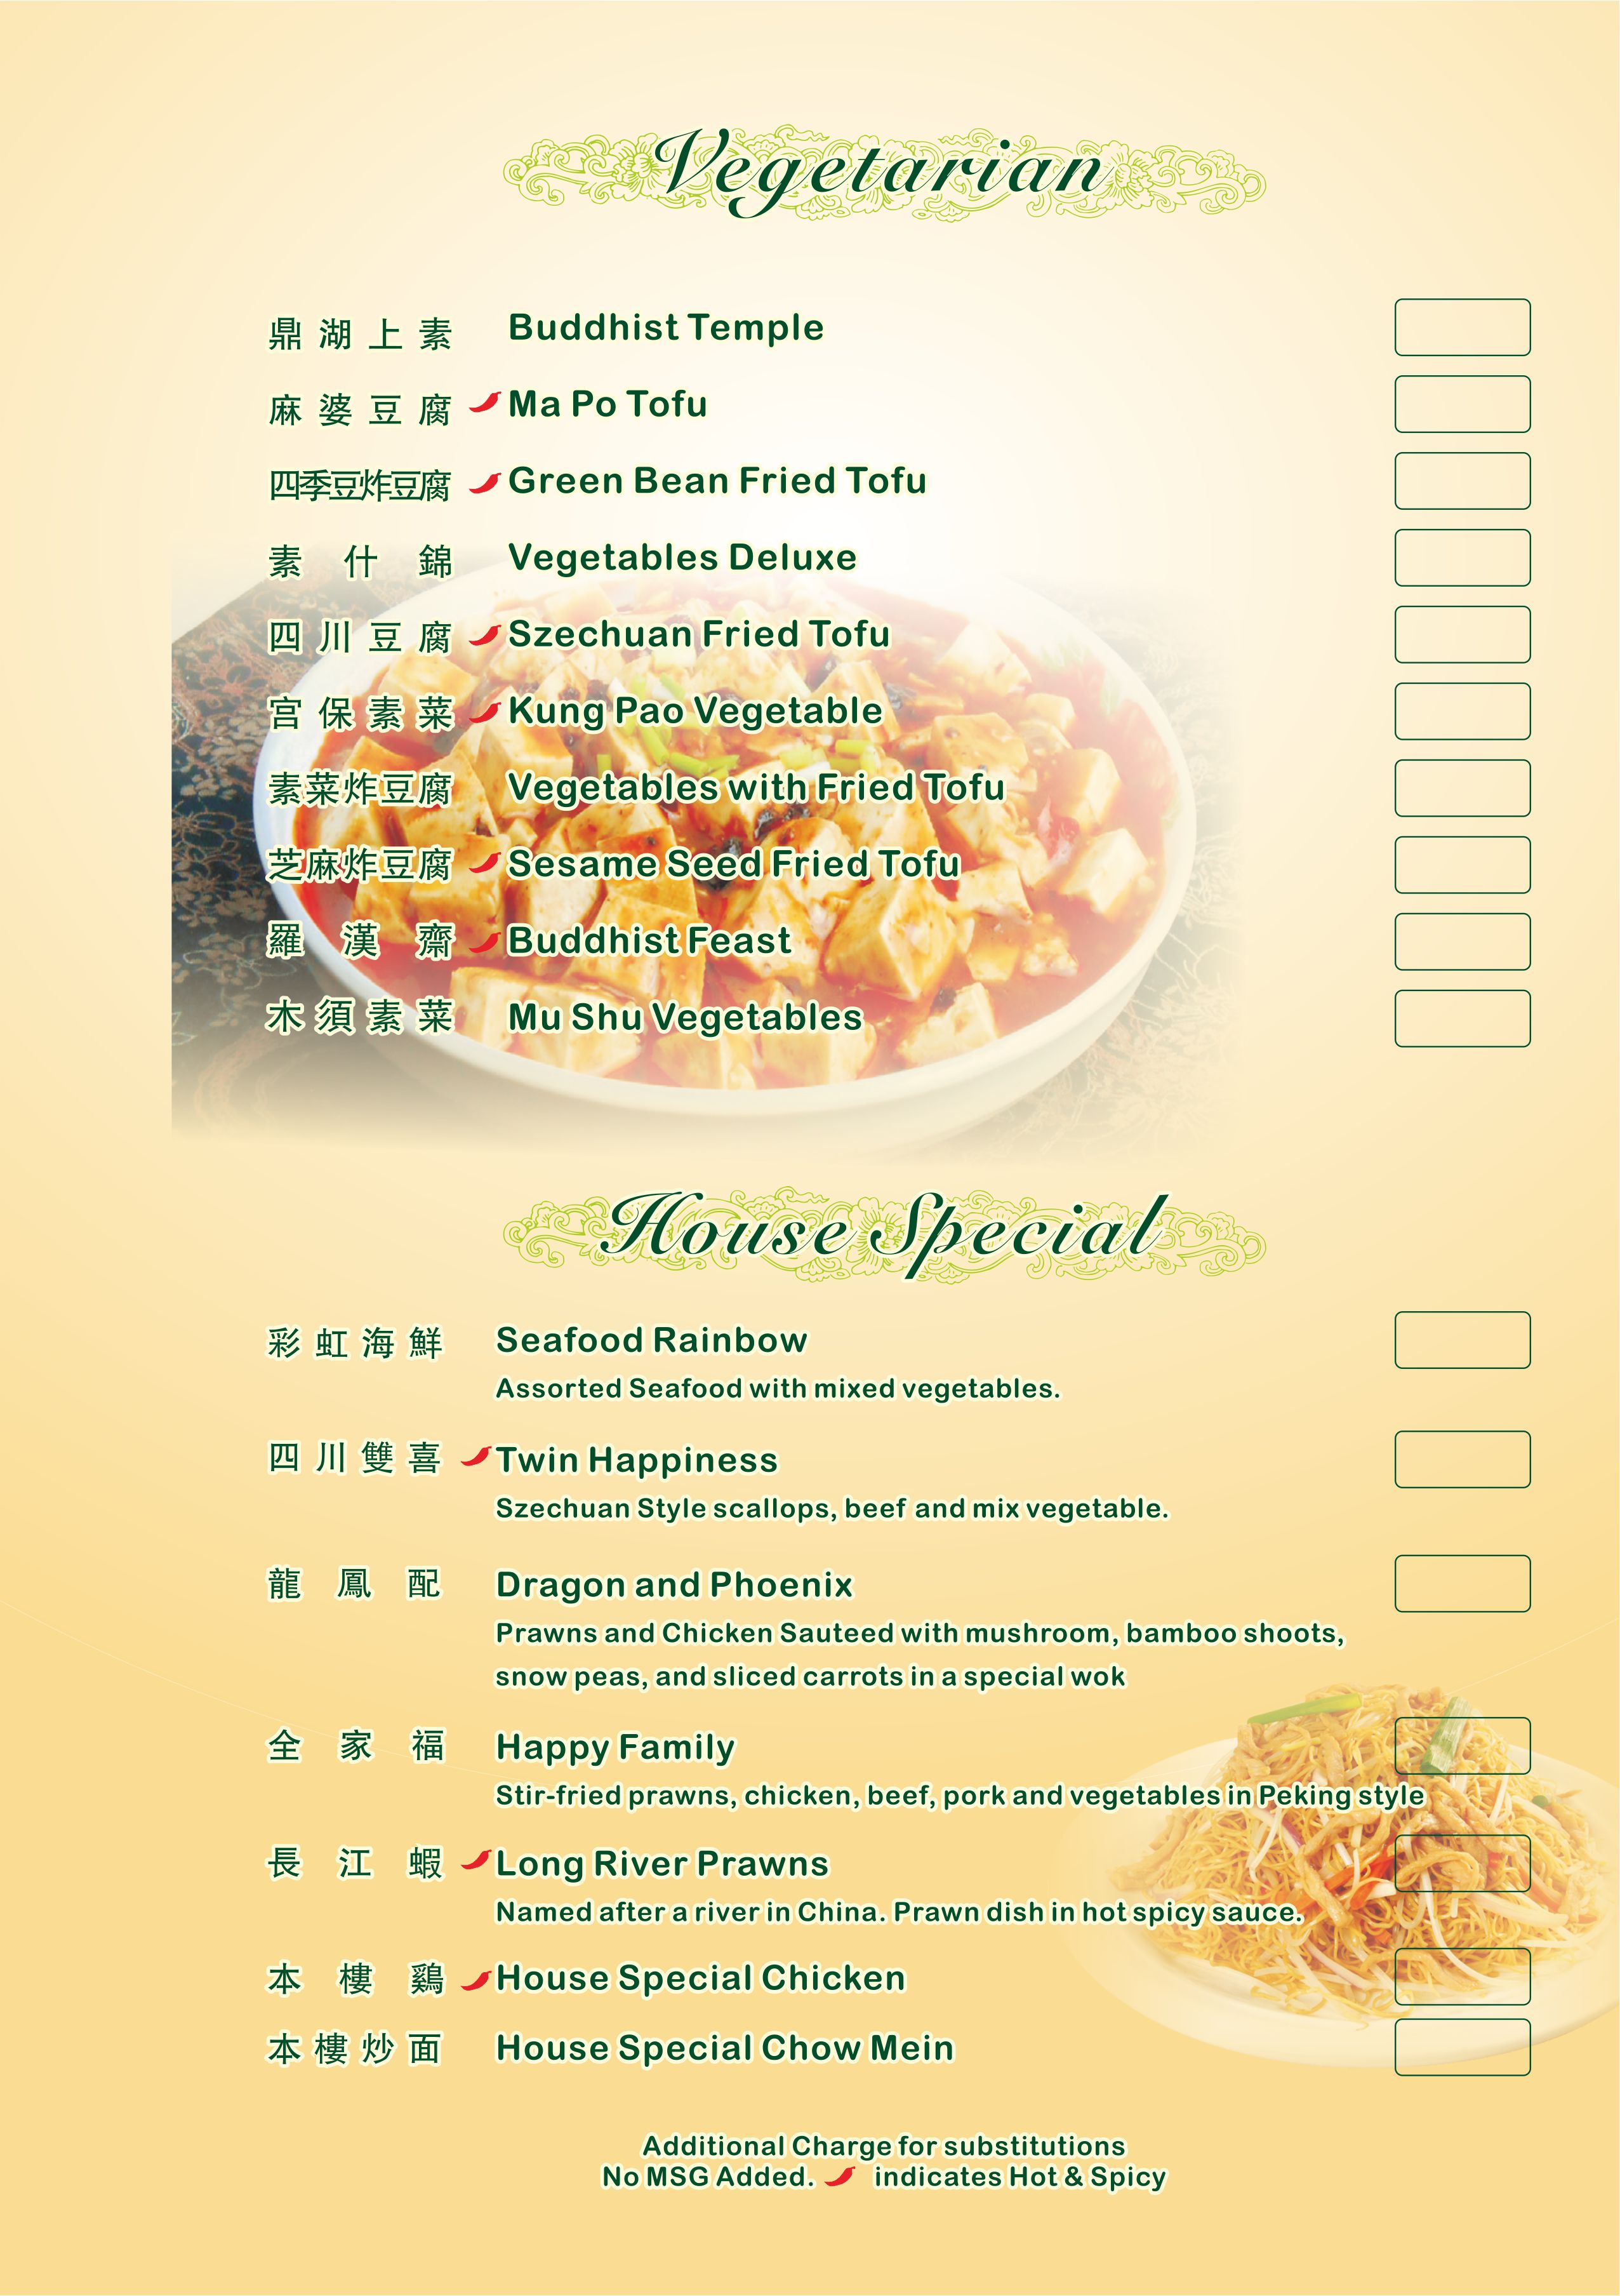 Vegetarian
鼎湖上素 Buddhist Temple
麻婆豆腐 Ma Po Tofu
四季豆炸豆腐 Green Bean Fried Tofu
素什錦 Vegetables Deluxe
四川豆腐 Szechuan Fried Tofu
宫保素菜 Kung Pao Vegetable
素菜炸豆腐 Vegetables with Fried Tofu
芝麻炸豆腐 Sesame Seed Fried Tofu
羅漢齋 Buddhist Feast
木須素菜 Mu Shu Vegetables
House Special
彩虹海鮮 Seafood Rainbow
Assorted Seafood with mixed vegetables.
四川雙喜 Twin Happiness
Szechuan Style scallops, beef and mix vegetable.
龍鳳配 Dragon and Phoenix
Prawns and Chicken Sauteed with mushroom, bamboo shoots,
snow peas, and sliced carrots in a special wok
全家福 Happy Family
Stir-fried prawns, chicken, beef, pork and vegetables in Peking style
長江蝦 Long River Prawns
Named after a river in China. Prawn dish in hot spicy sauce.
本樓鷄 House Special Chicken
本樓炒面 House Special Chow Mein
Additional Charge for substitutions
No MSG Added. indicates Hot & Spicy